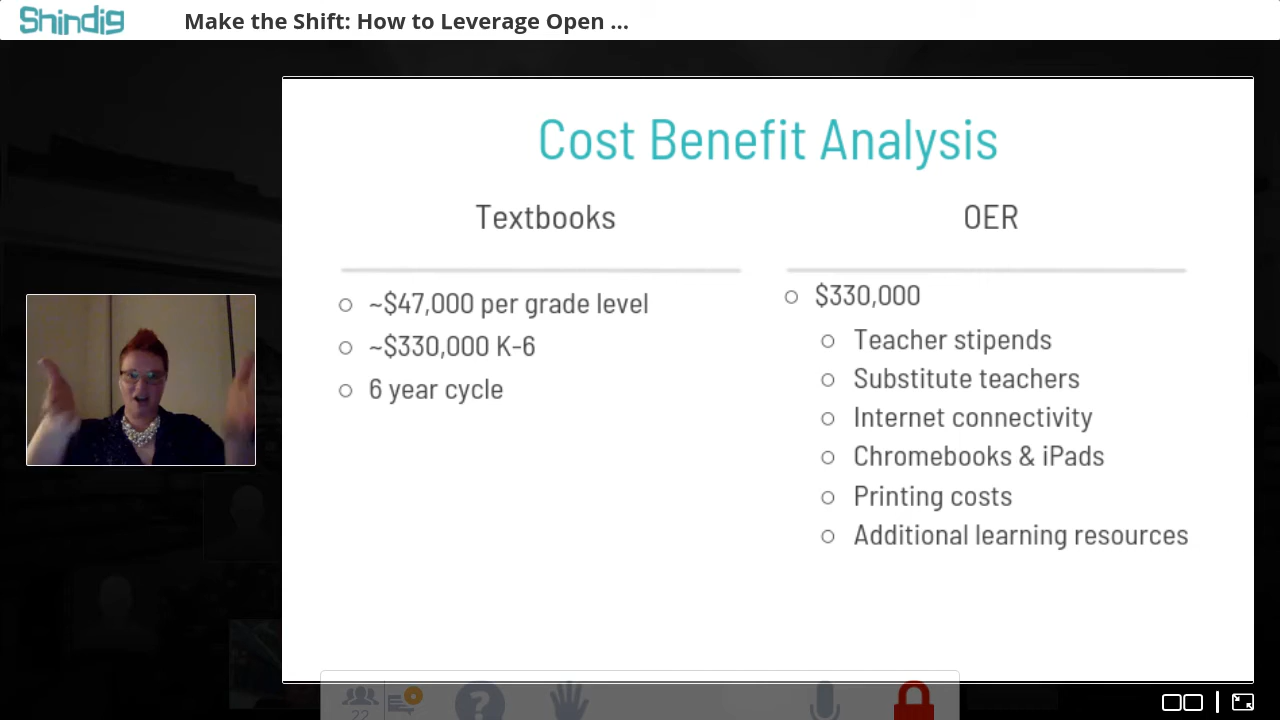 Shindig
Make the Shift: How to Leverage Open ...
Cost Benefit Analysis
Textbooks
~$47,000 per grade level
~$330,000 K-6
6 year cycle
OER
$330,000
Teacher stipends
Substitute teachers
Internet connectivity
Chromebooks & iPads
Printing costs
Additional learning resources
22
?